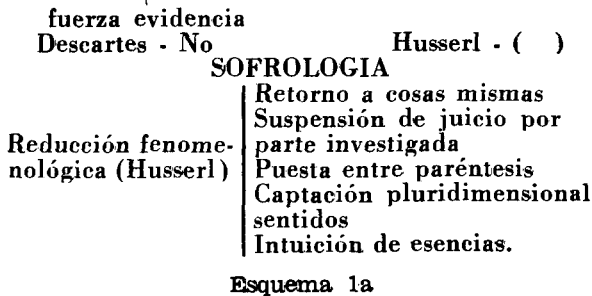 fuerza evidencia
Descartes - No Husserl - ( )
SOFROLOGIA
Retorno a cosas mismas
Suspensión de juicio por
Reducción fenome- parte investigada
nológica (Husserl) Puesta entre paréntesis
Captación pluridimensional
sentidos
Intuición de esencias.
Esquema 1a